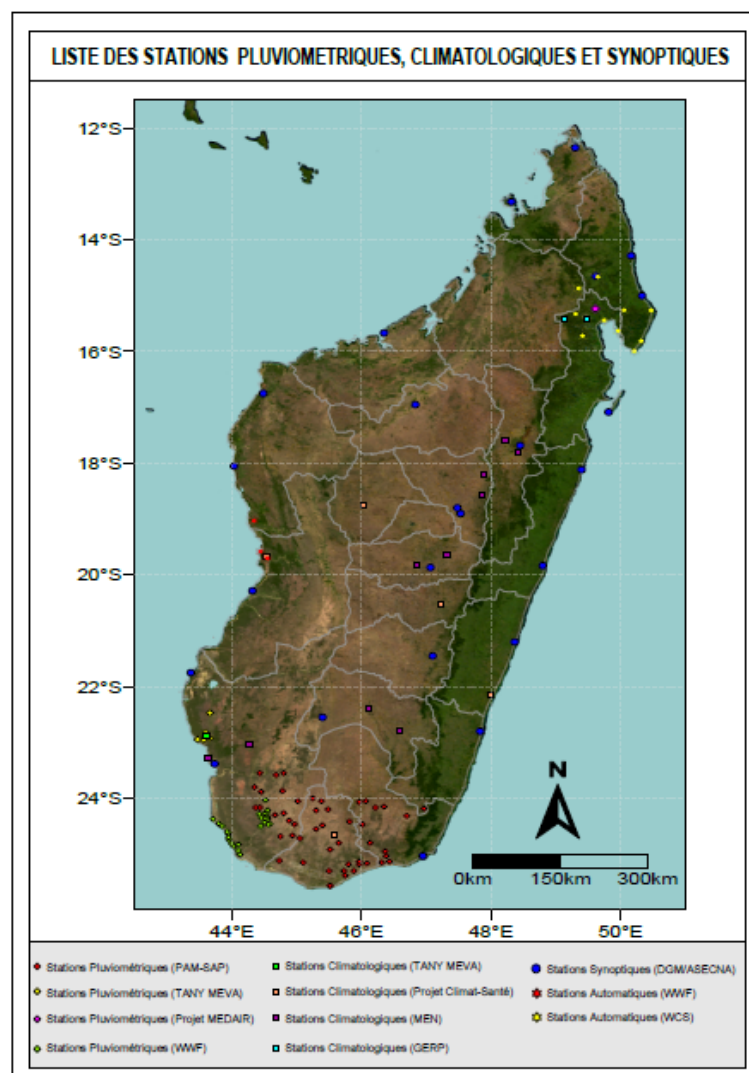 LISTE DES STATIONS PLUVIOMETRIQUES, CLIMATOLOGIQUES ET SYNOPTIQUES
12°S
14°S
16°S
18°S
20°S
22°S
24°S
N
0km 150km 300km
44°E 46°E 48°E 50°E
Stations Pluviométriques (PAM-SAP)
Stations Pluviométriques (TANY MEVA)
Stations Pluviométriques (Projet MEDAIR)
Stations Pluviométriques (WWF)
Stations Climatologiques (TANY MEVA)
Stations Climatologiques (Projet Climat-Santé)
Stations Climatologiques (MEN)
Stations Climatologiques (GERP)
Stations Synoptiques (DGM/ASECNA)
Stations Automatiques (WWF)
Stations Automatiques (WCS)